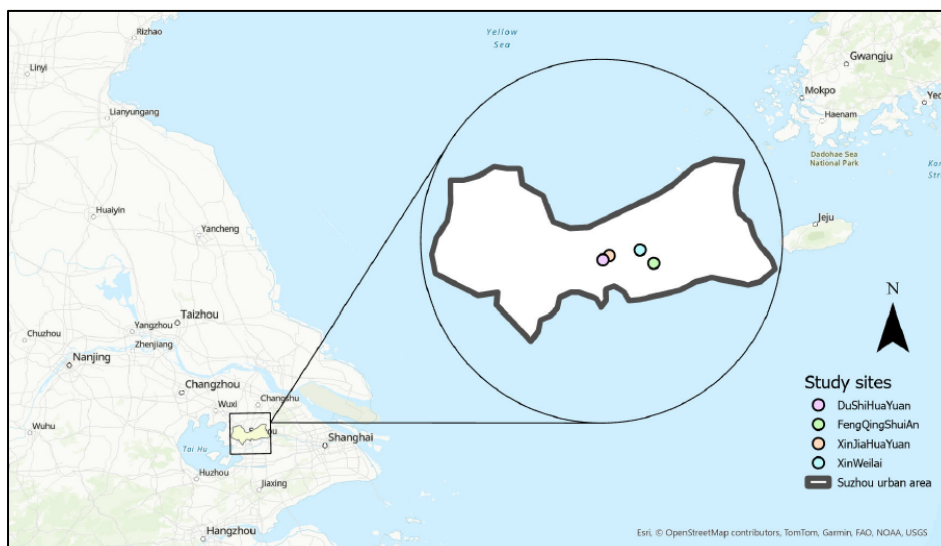 Rizhao
Yellow
Sea
Linyi
Gwangju
Lianyungang
Mokpo
Haenam
Dadohae Sea
National Park
Huaiyin
Yancheng
Jeju
Taizhou
Chuzhou
Yangzhou
Zhenjiang
Nanjing
N
Changzhou
Changshu
Wuxi
Wuhu
Shanghai
Tai Hu
Huzhou
Jiaxing
Hangzhou
Study sites
DuShiHuaYuan
FengQingShuiAn
XinJiaHuaYuan
XinWeilai
Suzhou urban area
Esri, © OpenStreetMap contributors, TomTom, Garmin, FAO, NOAA, USGS